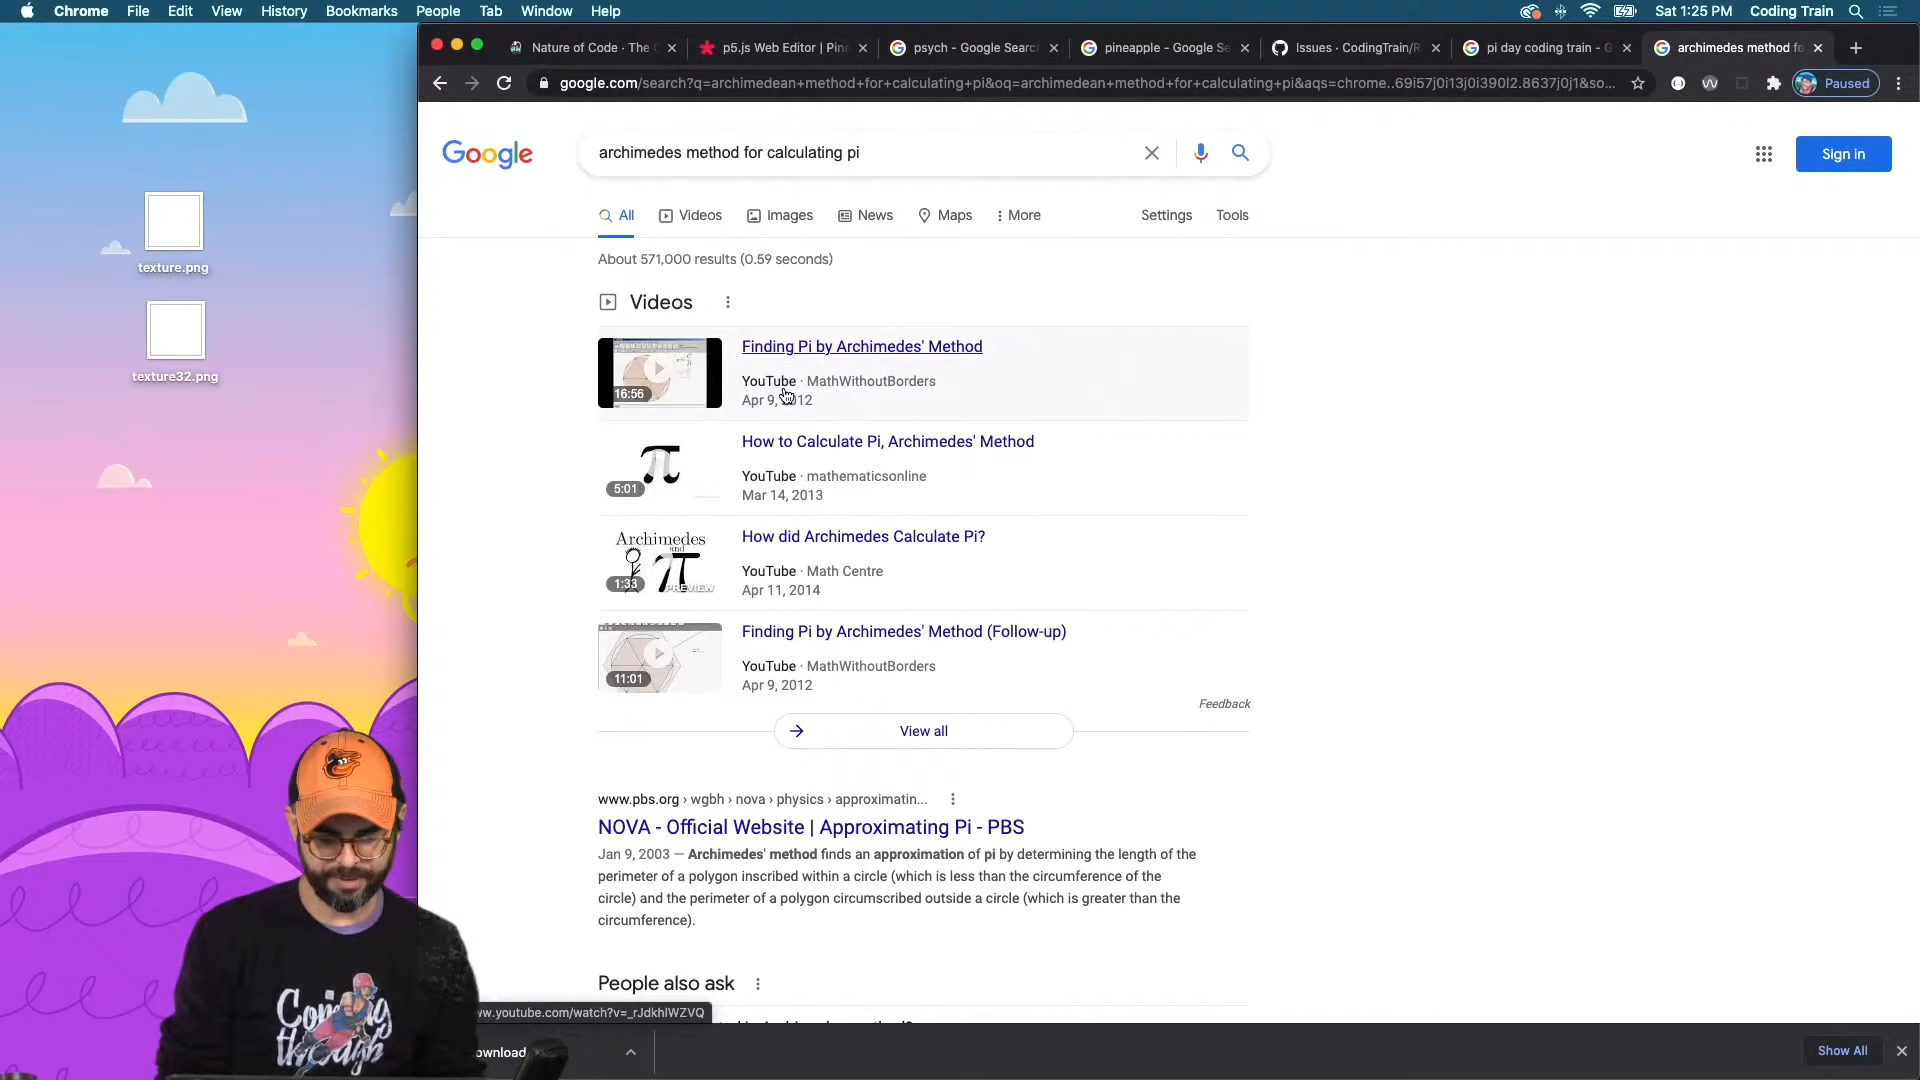 Chrome File Edit View History Bookmarks People Tab Window Help
Sat 1:25 PM Coding Train
Nature of Code · The C
p5.js Web Editor | Pine
psych - Google Search
pineapple - Google Se
Issues · CodingTrain/R
pi day coding train - G
archimedes method fo
google.com/search?q=archimedean+method+for+calculating+pi&oq=archimedean+method+for+calculating+pi&aqs=chrome..69i57j0i13j0i390l2.8637j0j1&so...
Paused
Google
archimedes method for calculating pi
Sign in
All Videos Images News Maps More Settings Tools
About 571,000 results (0.59 seconds)
Videos
Finding Pi by Archimedes' Method
YouTube · MathWithoutBorders
Apr 9, 2012
16:56
How to Calculate Pi, Archimedes' Method
π
YouTube · mathematicsonline
5:01
Mar 14, 2013
How did Archimedes Calculate Pi?
Archimedes
and
π
YouTube · Math Centre
1:33
PREVIEW
Apr 11, 2014
Finding Pi by Archimedes' Method (Follow-up)
YouTube · MathWithoutBorders
11:01
Apr 9, 2012
Feedback
View all
www.pbs.org › wgbh › nova › physics › approximatin...
NOVA - Official Website | Approximating Pi - PBS
Jan 9, 2003 — Archimedes' method finds an approximation of pi by determining the length of the
perimeter of a polygon inscribed within a circle (which is less than the circumference of the
circle) and the perimeter of a polygon circumscribed outside a circle (which is greater than the
circumference).
People also ask
ww.youtube.com/watch?v=_rJdkhlWZVQ
ownload
Show All
texture.png
texture32.png
through